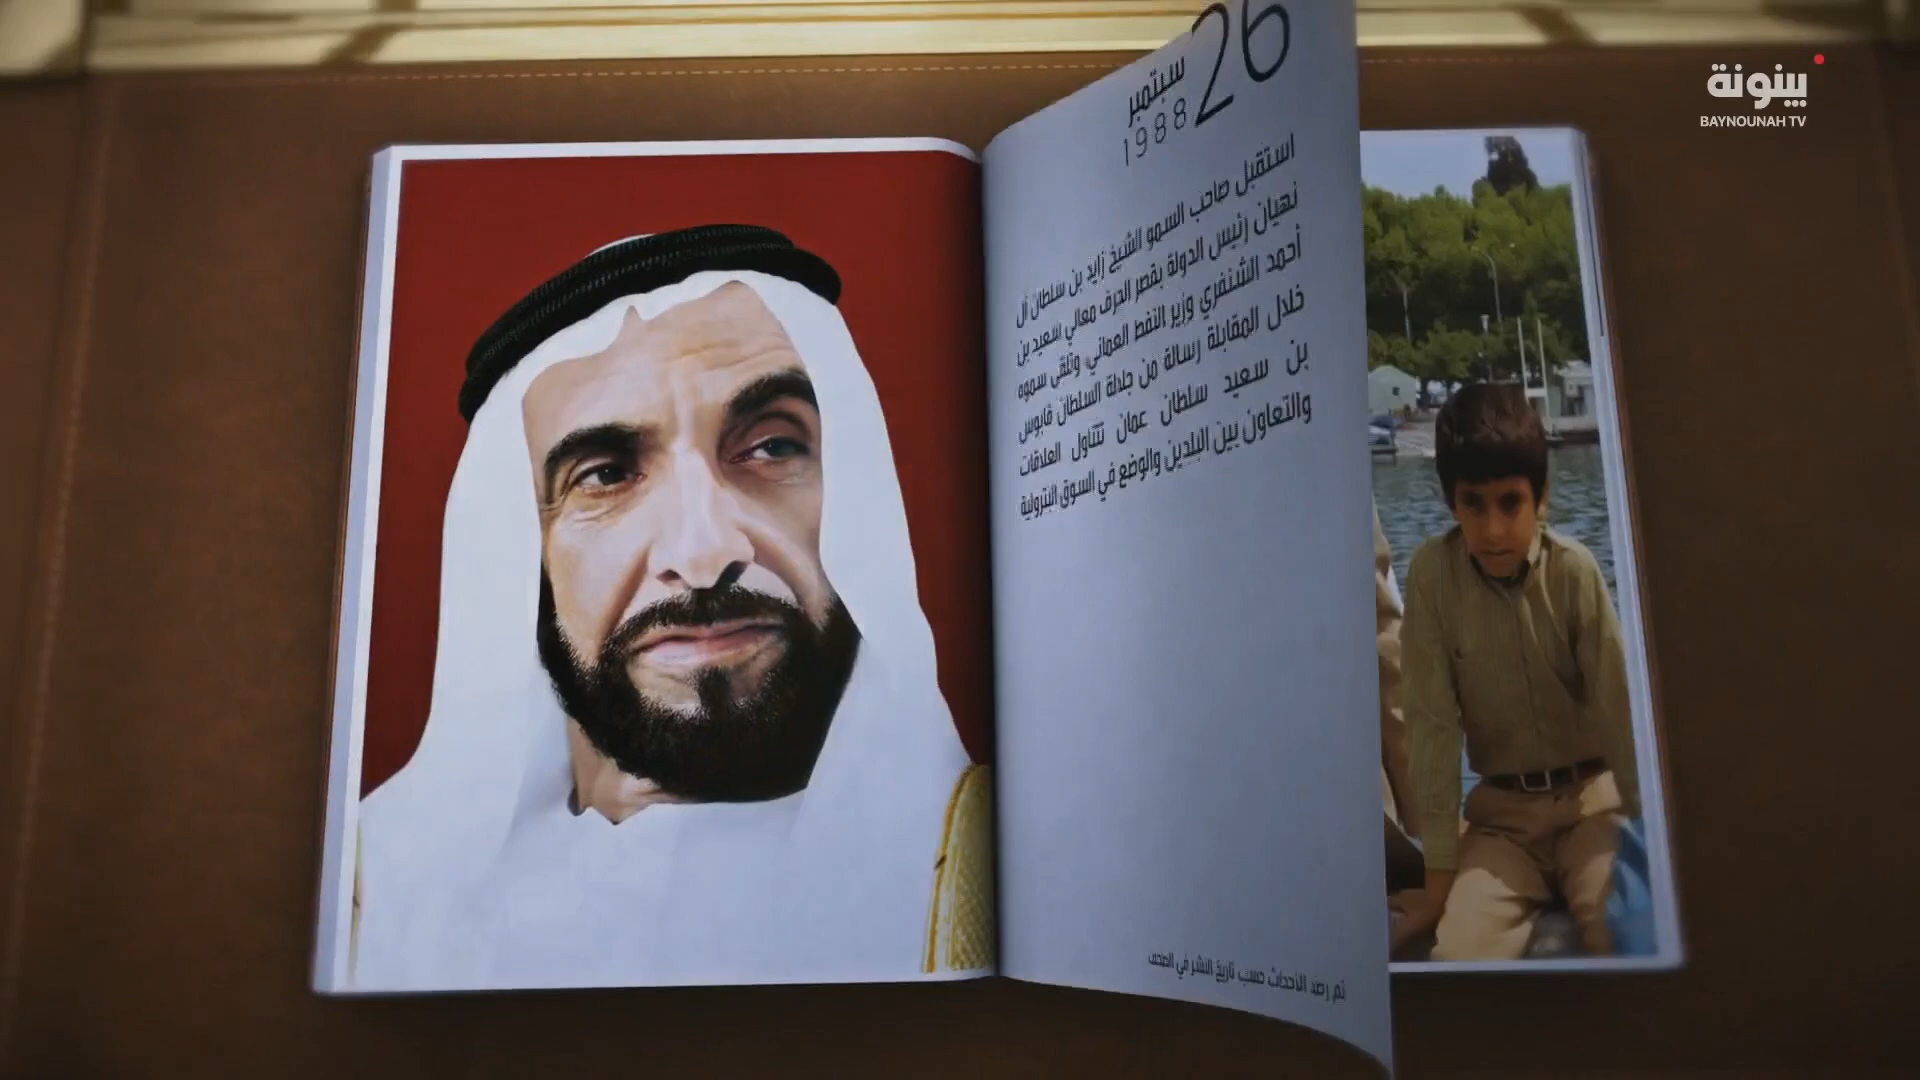 بينونة
BAYNOUNAH TV
26
سبتمبر
1988
استقبل صاحب السمو الشيخ زايد بن سلطان آل
نهيان رئيس الدولة بقصر الحرف معالي سعيد بن
أحمد الشنفري وزير النفط العماني، وتلقى سموه
خلال المقابلة رسالة من جلالة السلطان قابوس
بن سعيد سلطان عمان تتناول العلاقات
والتعاون بين البلدين والوضع في السوق البترولية
تم رصد الأحداث حسب تاريخ النشر في الصحف